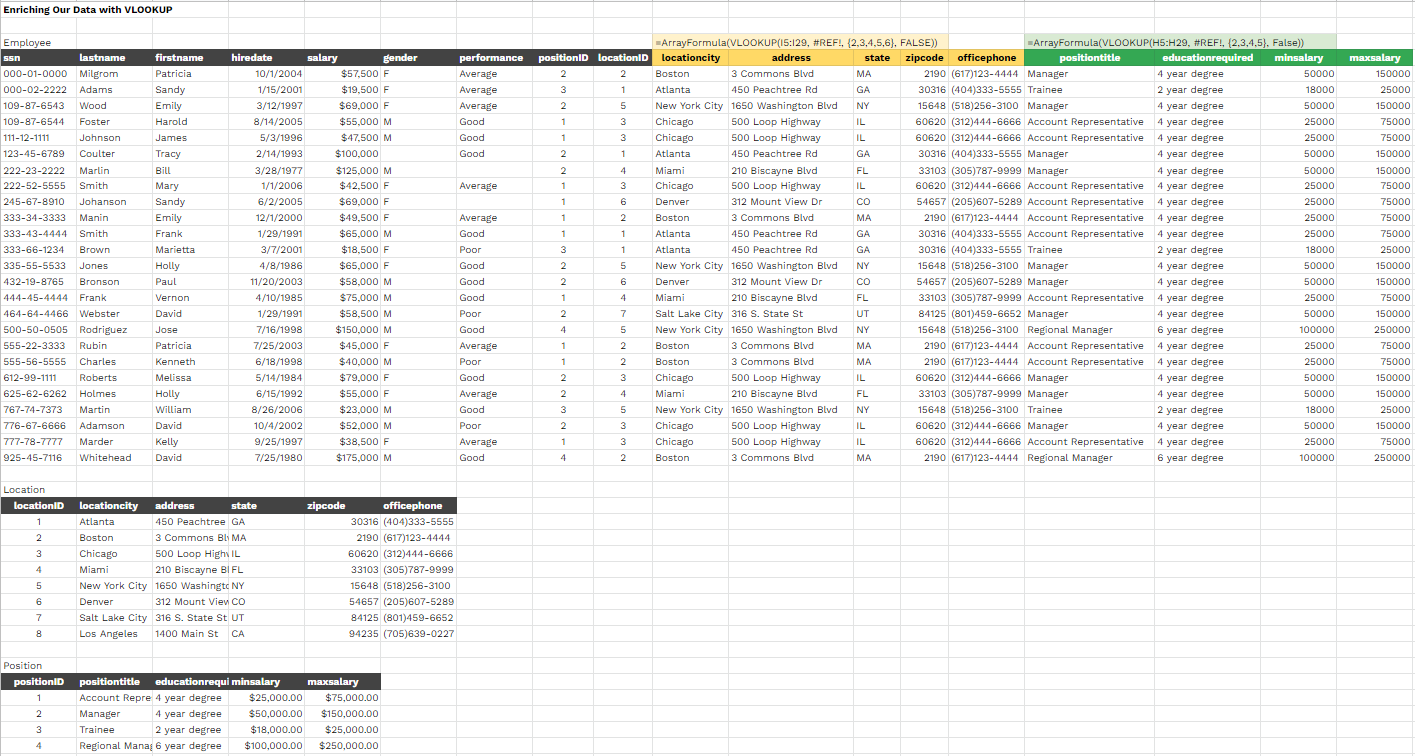 Enriching Our Data with VLOOKUP
Employee =ArrayFormula(VLOOKUP(I5:I29, #REF!, {2,3,4,5,6}, FALSE)) =ArrayFormula(VLOOKUP(H5:H29, #REF!, {2,3,4,5}, False))
ssn lastname firstname hiredate salary gender performance positionID locationID locationcity address state zipcode officephone positiontitle educationrequired minsalary maxsalary
000-01-0000 Milgrom Patricia 10/1/2004 $57,500 F Average 2 2 Boston 3 Commons Blvd MA 2190 (617)123-4444 Manager 4 year degree 50000 150000
000-02-2222 Adams Sandy 1/15/2001 $19,500 F Average 3 1 Atlanta 450 Peachtree Rd GA 30316 (404)333-5555 Trainee 2 year degree 18000 25000
109-87-6543 Wood Emily 3/12/1997 $69,000 F Average 2 5 New York City 1650 Washington Blvd NY 15648 (518)256-3100 Manager 4 year degree 50000 150000
109-87-6544 Foster Harold 8/14/2005 $55,000 M Good 1 3 Chicago 500 Loop Highway IL 60620 (312)444-6666 Account Representative 4 year degree 25000 75000
111-12-1111 Johnson James 5/3/1996 $47,500 M Good 1 3 Chicago 500 Loop Highway IL 60620 (312)444-6666 Account Representative 4 year degree 25000 75000
123-45-6789 Coulter Tracy 2/14/1993 $100,000 Good 2 1 Atlanta 450 Peachtree Rd GA 30316 (404)333-5555 Manager 4 year degree 50000 150000
222-23-2222 Marlin Bill 3/28/1977 $125,000 M 2 4 Miami 210 Biscayne Blvd FL 33103 (305)787-9999 Manager 4 year degree 50000 150000
222-52-5555 Smith Mary 1/1/2006 $42,500 F Average 1 3 Chicago 500 Loop Highway IL 60620 (312)444-6666 Account Representative 4 year degree 25000 75000
245-67-8910 Johanson Sandy 6/2/2005 $69,000 F 1 6 Denver 312 Mount View Dr CO 54657 (205)607-5289 Account Representative 4 year degree 25000 75000
333-34-3333 Manin Emily 12/1/2000 $49,500 F Average 1 2 Boston 3 Commons Blvd MA 2190 (617)123-4444 Account Representative 4 year degree 25000 75000
333-43-4444 Smith Frank 1/29/1991 $65,000 M Good 1 1 Atlanta 450 Peachtree Rd GA 30316 (404)333-5555 Account Representative 4 year degree 25000 75000
333-66-1234 Brown Marietta 3/7/2001 $18,500 F Poor 3 1 Atlanta 450 Peachtree Rd GA 30316 (404)333-5555 Trainee 2 year degree 18000 25000
335-55-5533 Jones Holly 4/8/1986 $65,000 F Good 2 5 New York City 1650 Washington Blvd NY 15648 (518)256-3100 Manager 4 year degree 50000 150000
432-19-8765 Bronson Paul 11/20/2003 $58,000 M Good 2 6 Denver 312 Mount View Dr CO 54657 (205)607-5289 Manager 4 year degree 50000 150000
444-45-4444 Frank Vernon 4/10/1985 $75,000 M Good 1 4 Miami 210 Biscayne Blvd FL 33103 (305)787-9999 Account Representative 4 year degree 25000 75000
464-64-4466 Webster David 1/29/1991 $58,500 M Poor 2 7 Salt Lake City 316 S. State St UT 84125 (801)459-6652 Manager 4 year degree 50000 150000
500-50-0505 Rodriguez Jose 7/16/1998 $150,000 M Good 4 5 New York City 1650 Washington Blvd NY 15648 (518)256-3100 Regional Manager 6 year degree 100000 250000
555-22-3333 Rubin Patricia 7/25/2003 $45,000 F Average 1 2 Boston 3 Commons Blvd MA 2190 (617)123-4444 Account Representative 4 year degree 25000 75000
555-56-5555 Charles Kenneth 6/18/1998 $40,000 M Poor 1 2 Boston 3 Commons Blvd MA 2190 (617)123-4444 Account Representative 4 year degree 25000 75000
612-99-1111 Roberts Melissa 5/14/1984 $79,000 F Good 2 3 Chicago 500 Loop Highway IL 60620 (312)444-6666 Manager 4 year degree 50000 150000
625-62-6262 Holmes Holly 6/15/1992 $55,000 F Average 2 4 Miami 210 Biscayne Blvd FL 33103 (305)787-9999 Manager 4 year degree 50000 150000
767-74-7373 Martin William 8/26/2006 $23,000 M Good 3 5 New York City 1650 Washington Blvd NY 15648 (518)256-3100 Trainee 2 year degree 18000 25000
776-67-6666 Adamson David 10/4/2002 $52,000 M Poor 2 3 Chicago 500 Loop Highway IL 60620 (312)444-6666 Manager 4 year degree 50000 150000
777-78-7777 Marder Kelly 9/25/1997 $38,500 F Average 1 3 Chicago 500 Loop Highway IL 60620 (312)444-6666 Account Representative 4 year degree 25000 75000
925-45-7116 Whitehead David 7/25/1980 $175,000 M Good 4 2 Boston 3 Commons Blvd MA 2190 (617)123-4444 Regional Manager 6 year degree 100000 250000
Location
locationID locationcity address state zipcode officephone
1 Atlanta 450 Peachtree GA 30316 (404)333-5555
2 Boston 3 Commons Bl MA 2190 (617)123-4444
3 Chicago 500 Loop High IL 60620 (312)444-6666
4 Miami 210 Biscayne Bl FL 33103 (305)787-9999
5 New York City 1650 Washingt NY 15648 (518)256-3100
6 Denver 312 Mount View CO 54657 (205)607-5289
7 Salt Lake City 316 S. State St UT 84125 (801)459-6652
8 Los Angeles 1400 Main St CA 94235 (705)639-0227
Position
positionID positiontitle educationrequi minsalary maxsalary
1 Account Repre 4 year degree $25,000.00 $75,000.00
2 Manager 4 year degree $50,000.00 $150,000.00
3 Trainee 2 year degree $18,000.00 $25,000.00
4 Regional Manag 6 year degree $100,000.00 $250,000.00